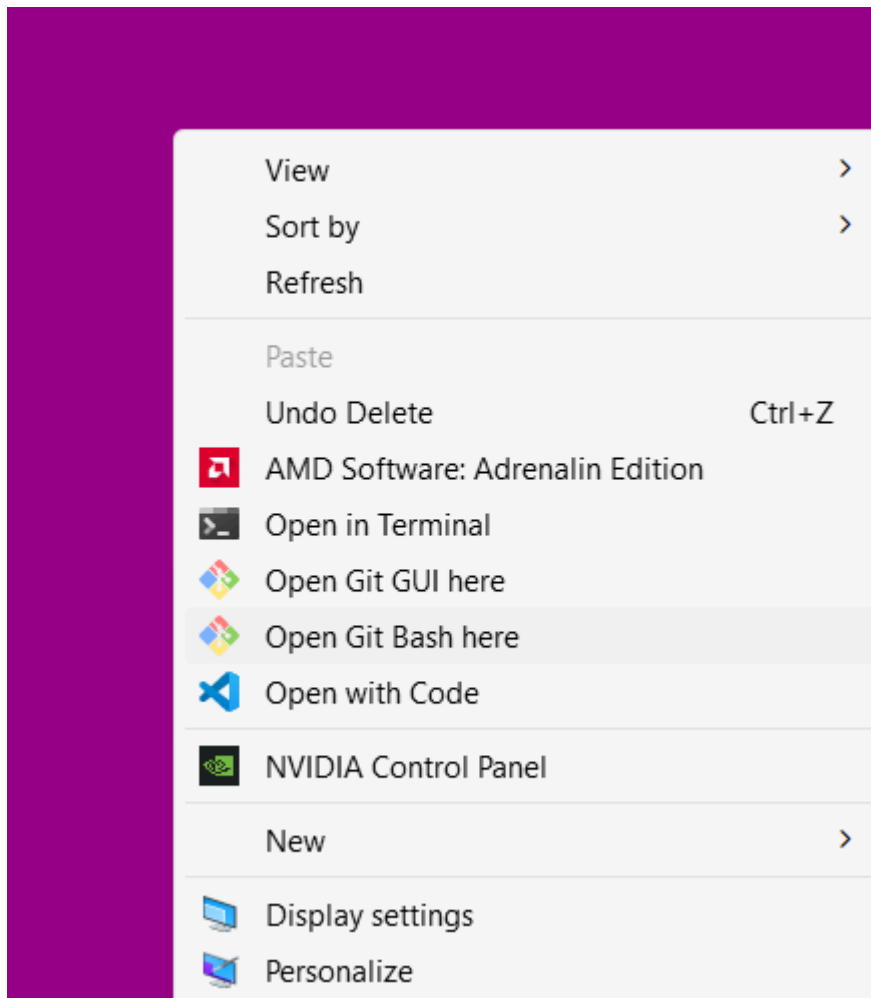 View
Sort by
Refresh
Paste
Undo Delete Ctrl+Z
AMD Software: Adrenalin Edition
Open in Terminal
Open Git GUI here
Open Git Bash here
Open with Code
NVIDIA Control Panel
New
Display settings
Personalize